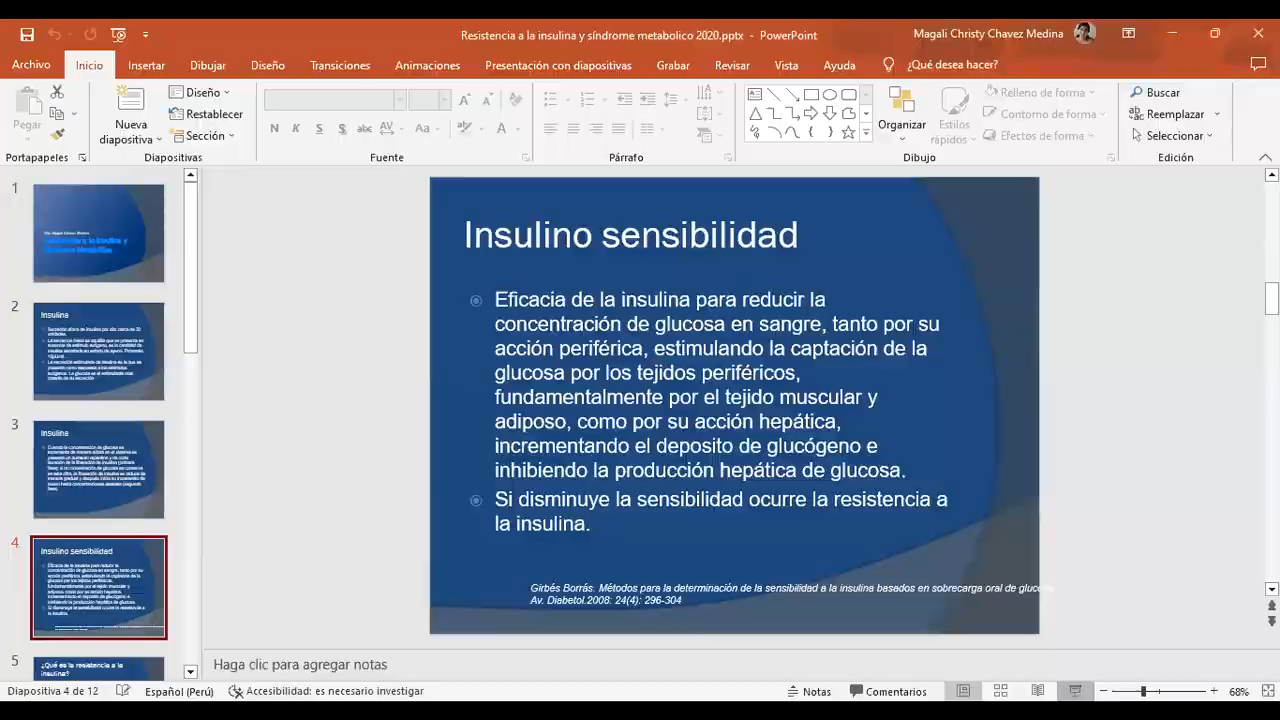 Resistencia a la insulina y síndrome metabolico 2020.pptx - PowerPoint
Magali Christy Chavez Medina
Archivo Inicio Insertar Dibujar Diseño Transiciones Animaciones Presentación con diapositivas Grabar Revisar Vista Ayuda ¿Qué desea hacer?
Pegar
Nueva diapositiva
Diseño
Restablecer
Sección
N K S S abc AV Aa A
Organizar
Estilos rápidos
Relleno de forma
Contorno de forma
Efectos de forma
Buscar
Reemplazar
Seleccionar
Portapapeles Diapositivas Fuente Párrafo Dibujo Edición
1
2
Insulina
3
Insulina
4
Insulino sensibilidad
5
¿Qué es la resistencia a la
insulina?
Insulino sensibilidad
Eficacia de la insulina para reducir la
concentración de glucosa en sangre, tanto por su
acción periférica, estimulando la captación de la
glucosa por los tejidos periféricos,
fundamentalmente por el tejido muscular y
adiposo, como por su acción hepática,
incrementando el deposito de glucógeno e
inhibiendo la producción hepática de glucosa.
Si disminuye la sensibilidad ocurre la resistencia a
la insulina.
Girbés Borrás. Métodos para la determinación de la sensibilidad a la insulina basados en sobrecarga oral de glucosa
Av. Diabetol.2008: 24(4): 296-304
Haga clic para agregar notas
Diapositiva 4 de 12 Español (Perú) Accesibilidad: es necesario investigar Notas Comentarios 68%